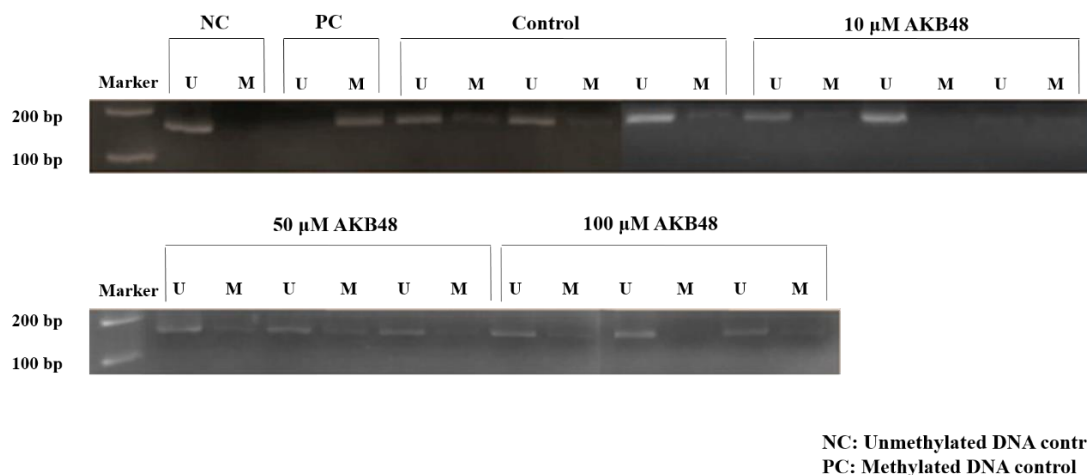 NC PC Control 10 µM AKB48
Marker U M U M U M U M U M U M U M U M
200 bp
100 bp
50 µM AKB48 100 µM AKB48
Marker U M U M U M U M U M U M
200 bp
100 bp
NC: Unmethylated DNA contr
PC: Methylated DNA control